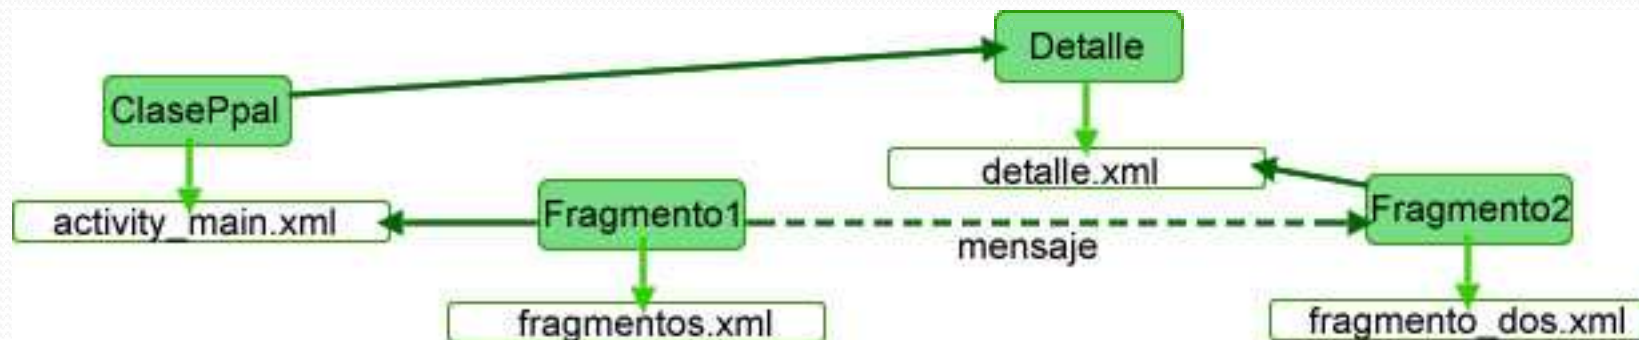 Detalle
ClasePpal
detalle.xml
activity_main.xml
Fragmento1
Fragmento2
mensaje
fragmentos.xml
fragmento_dos.xml